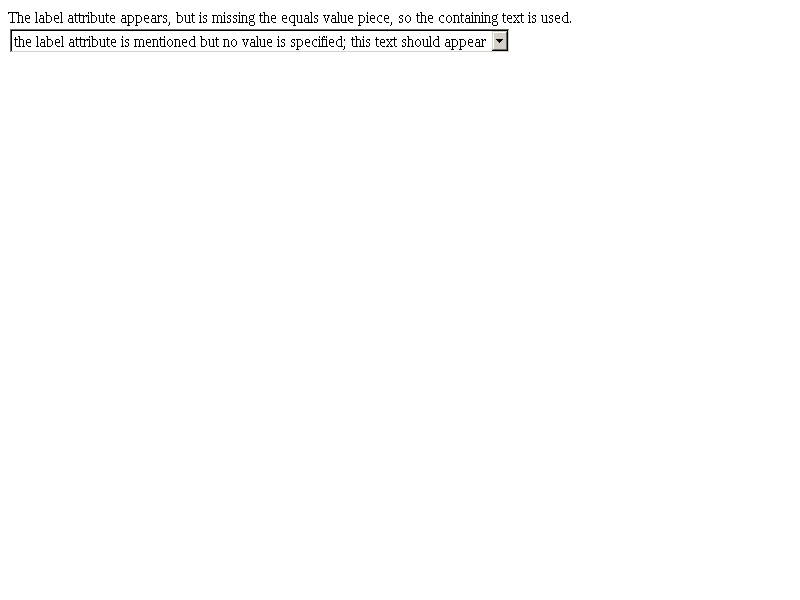 The label attribute appears, but is missing the equals value piece, so the containing text is used.
the label attribute is mentioned but no value is specified; this text should appear